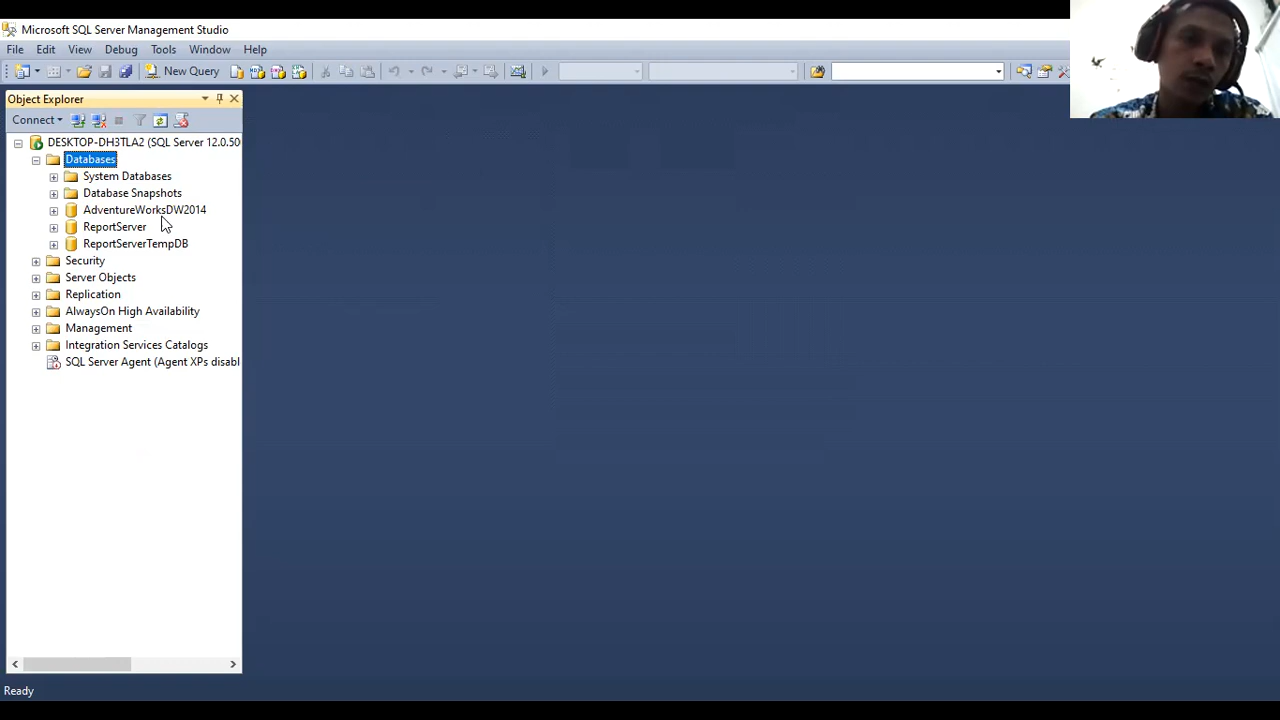 Microsoft SQL Server Management Studio
File Edit View Debug Tools Window Help
New Query
Object Explorer
Connect
DESKTOP-DH3TLA2 (SQL Server 12.0.50
Databases
System Databases
Database Snapshots
AdventureWorksDW2014
ReportServer
ReportServerTempDB
Security
Server Objects
Replication
AlwaysOn High Availability
Management
Integration Services Catalogs
SQL Server Agent (Agent XPs disabl
Ready